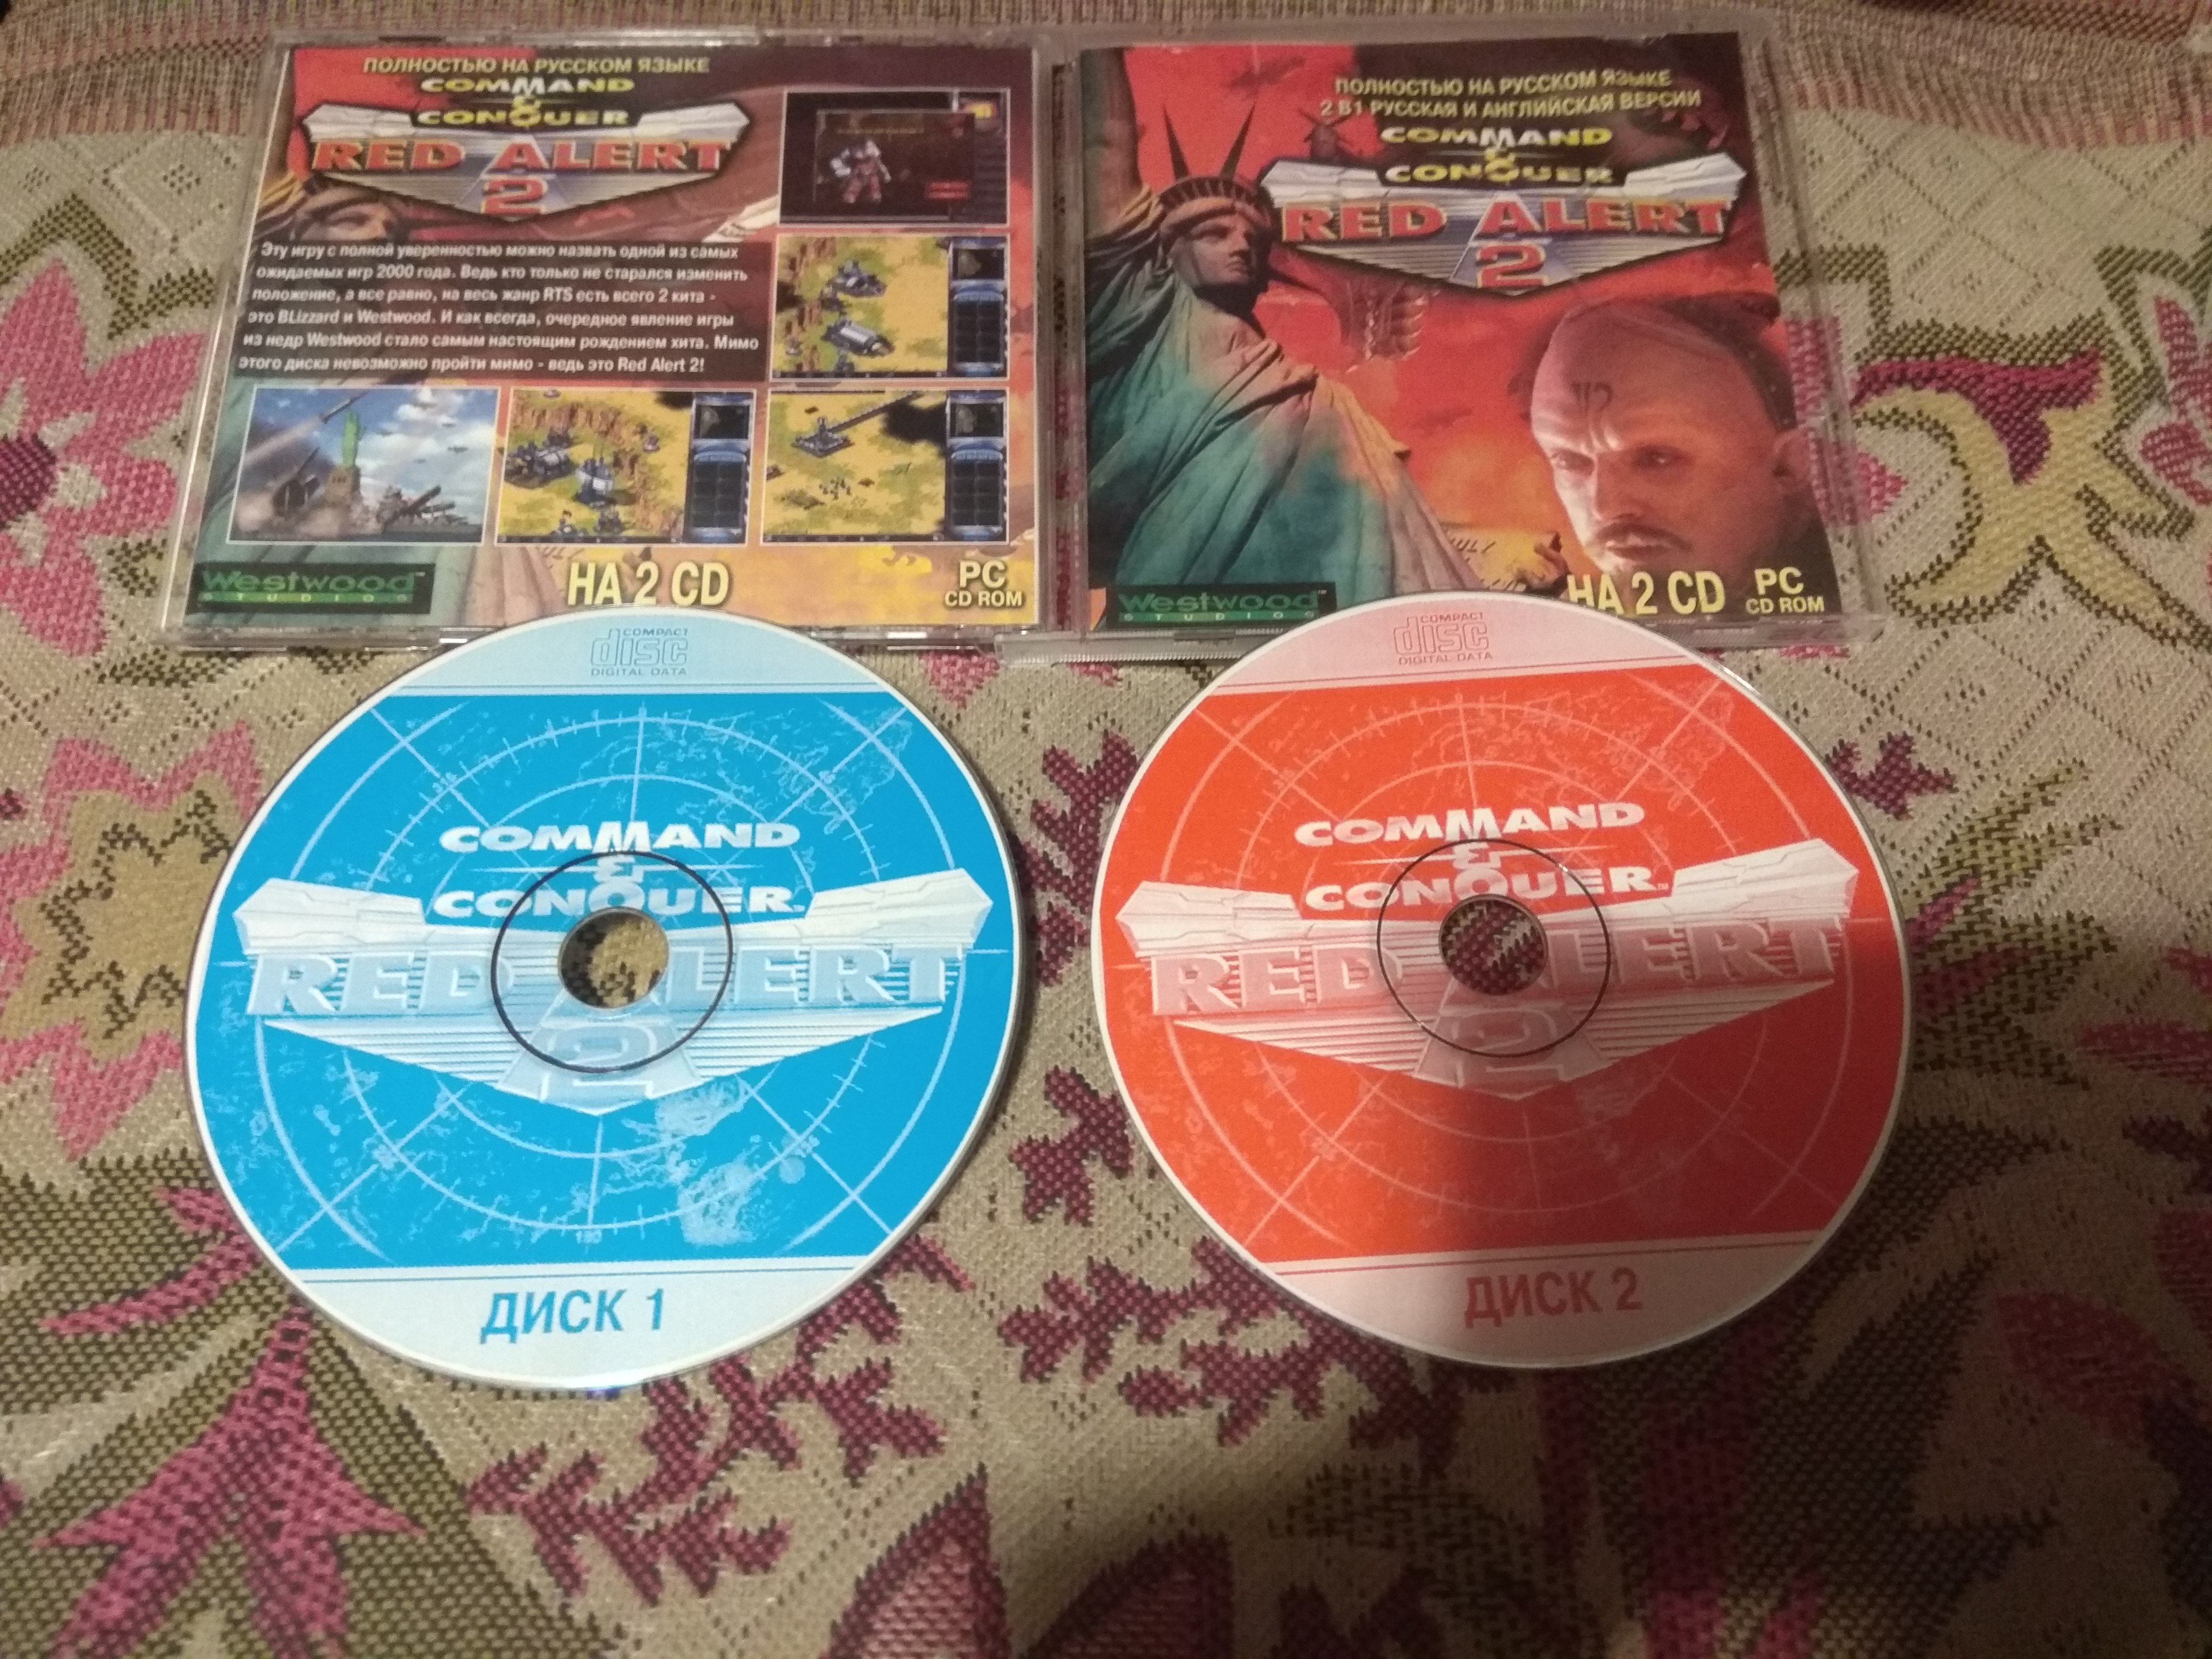 ПОЛНОСТЬЮ НА РУССКОМ ЯЗЫКЕ
COMMAND
&
CONQUER
RED ALERT
2
Эту игру с полной уверенностью можно назвать одной из самых
ожидаемых игр 2000 года. Ведь кто только не старался изменить
положение, а все равно, на весь жанр RTS есть всего 2 кита -
это BLizzard и Westwood. И как всегда, очередное явление игры
из недр Westwood стало самым настоящим рождением хита. Мимо
этого диска невозможно пройти мимо - ведь это Red Alert 2!
Westwood™
STUDIOS
НА 2 CD
PC
CD ROM
ПОЛНОСТЬЮ НА РУССКОМ ЯЗЫКЕ
2 В1 РУССКАЯ И АНГЛИЙСКАЯ ВЕРСИИ
COMMAND
&
CONQUER
RED ALERT
2
Westwood™
STUDIOS
НА 2 CD
PC
CD ROM
COMPACT
disc
DIGITAL DATA
COMMAND
&
CONQUER™
RED ALERT
2
ДИСК 1
COMPACT
disc
DIGITAL DATA
COMMAND
&
CONQUER™
RED ALERT
2
ДИСК 2